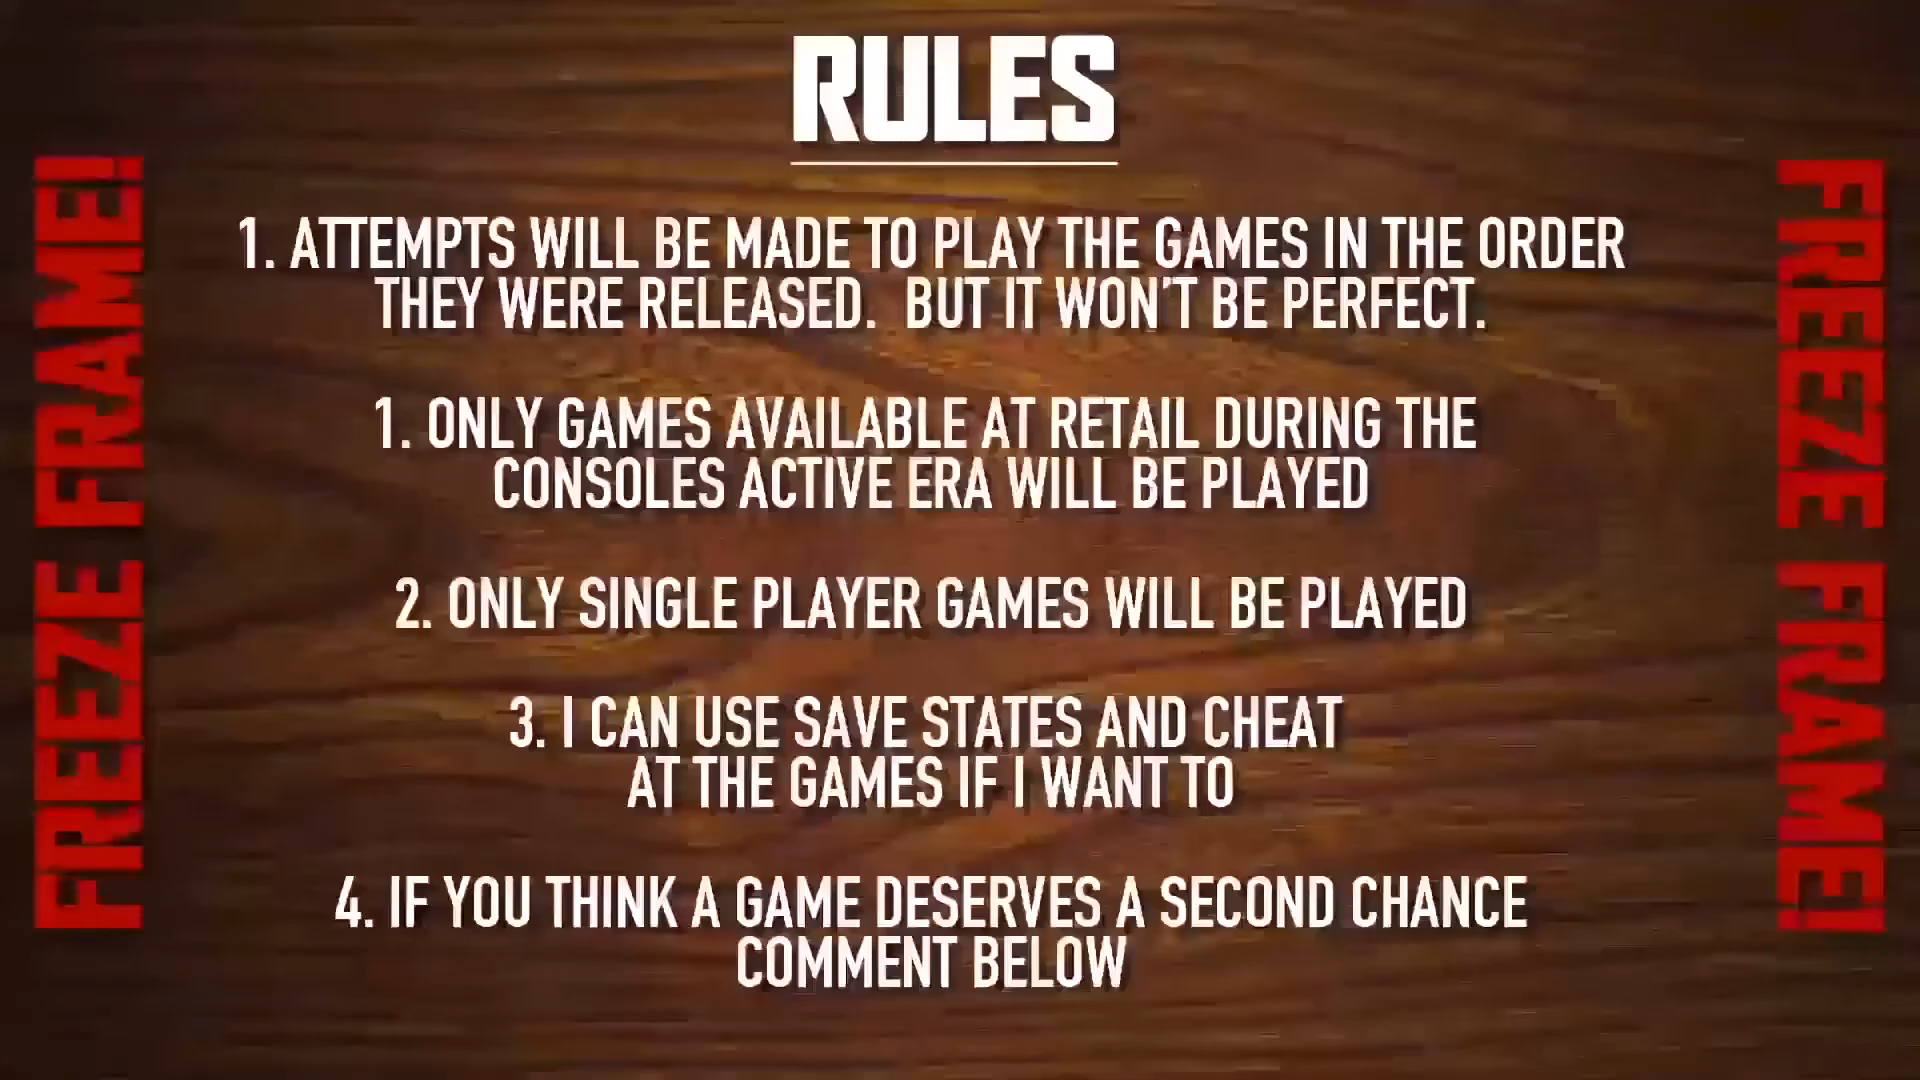 RULES
FREEZE FRAME!
1. ATTEMPTS WILL BE MADE TO PLAY THE GAMES IN THE ORDER
THEY WERE RELEASED. BUT IT WON'T BE PERFECT.
1. ONLY GAMES AVAILABLE AT RETAIL DURING THE
CONSOLES ACTIVE ERA WILL BE PLAYED
2. ONLY SINGLE PLAYER GAMES WILL BE PLAYED
3. I CAN USE SAVE STATES AND CHEAT
AT THE GAMES IF I WANT TO
4. IF YOU THINK A GAME DESERVES A SECOND CHANCE
COMMENT BELOW
FREEZE FRAME!